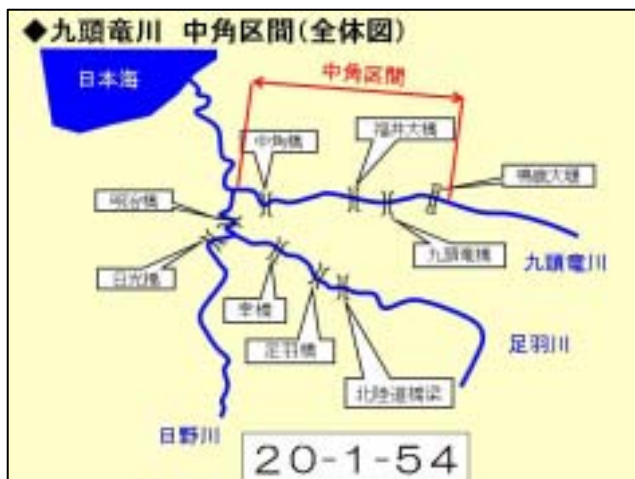 ◆九頭竜川 中角区間(全体図)
日本海
中角区間
中角橋
福井大橋
鳴鹿大堰
明治橋
日光橋
九頭竜橋
九頭竜川
幸橋
足羽橋
足羽川
北陸道橋梁
日野川
20-1-54